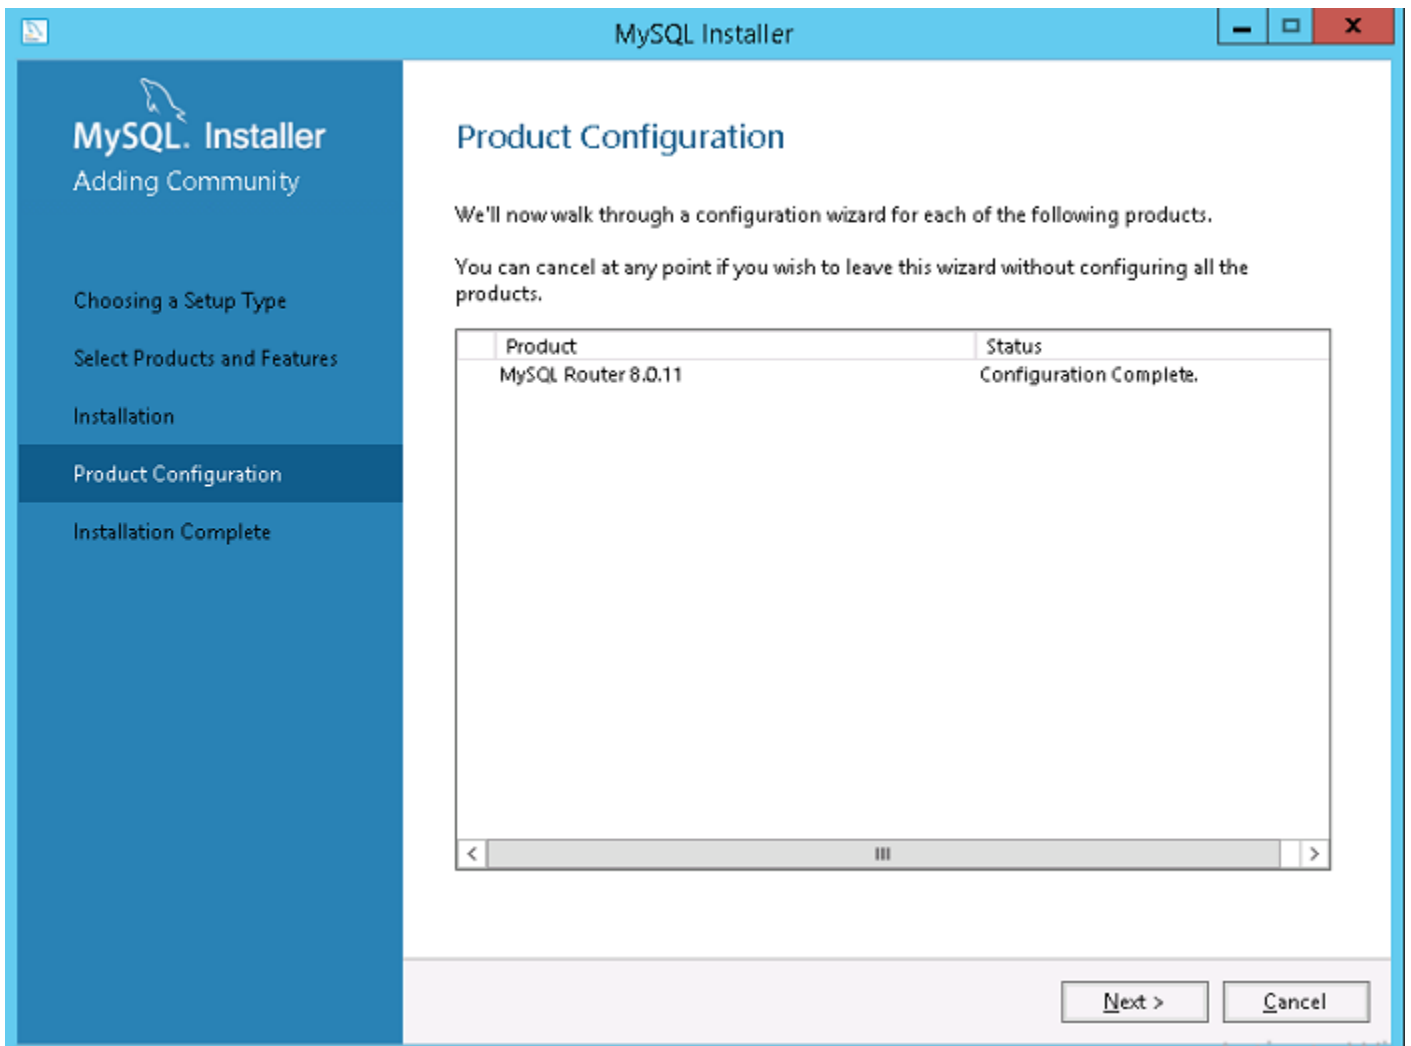 MySQL Installer
MySQL. Installer
Adding Community
Choosing a Setup Type
Select Products and Features
Installation
Product Configuration
Installation Complete
Product Configuration
We'll now walk through a configuration wizard for each of the following products.
You can cancel at any point if you wish to leave this wizard without configuring all the
products.
Product Status
MySQL Router 8.0.11 Configuration Complete.
Next >
Cancel